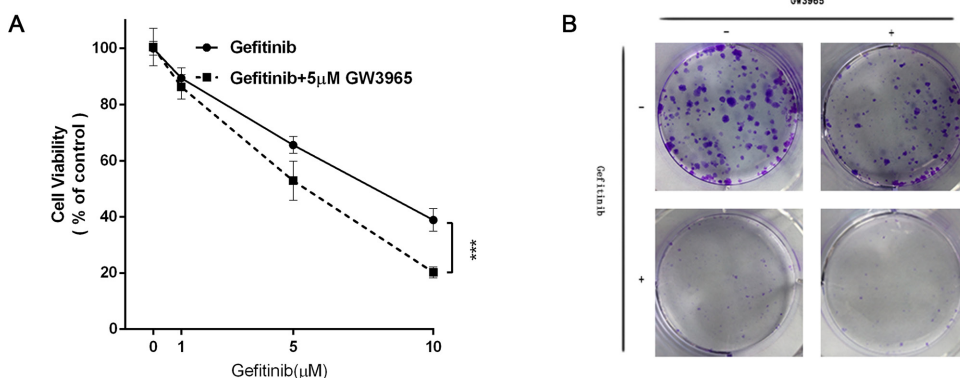 A
Cell Viability
( % of control)
100
80
60
40
20
0
0 1 5 10
Gefitinib(μM)
Gefitinib
Gefitinib+5μM GW3965
***
B
GW3965
- +
Gefitinib
-
+